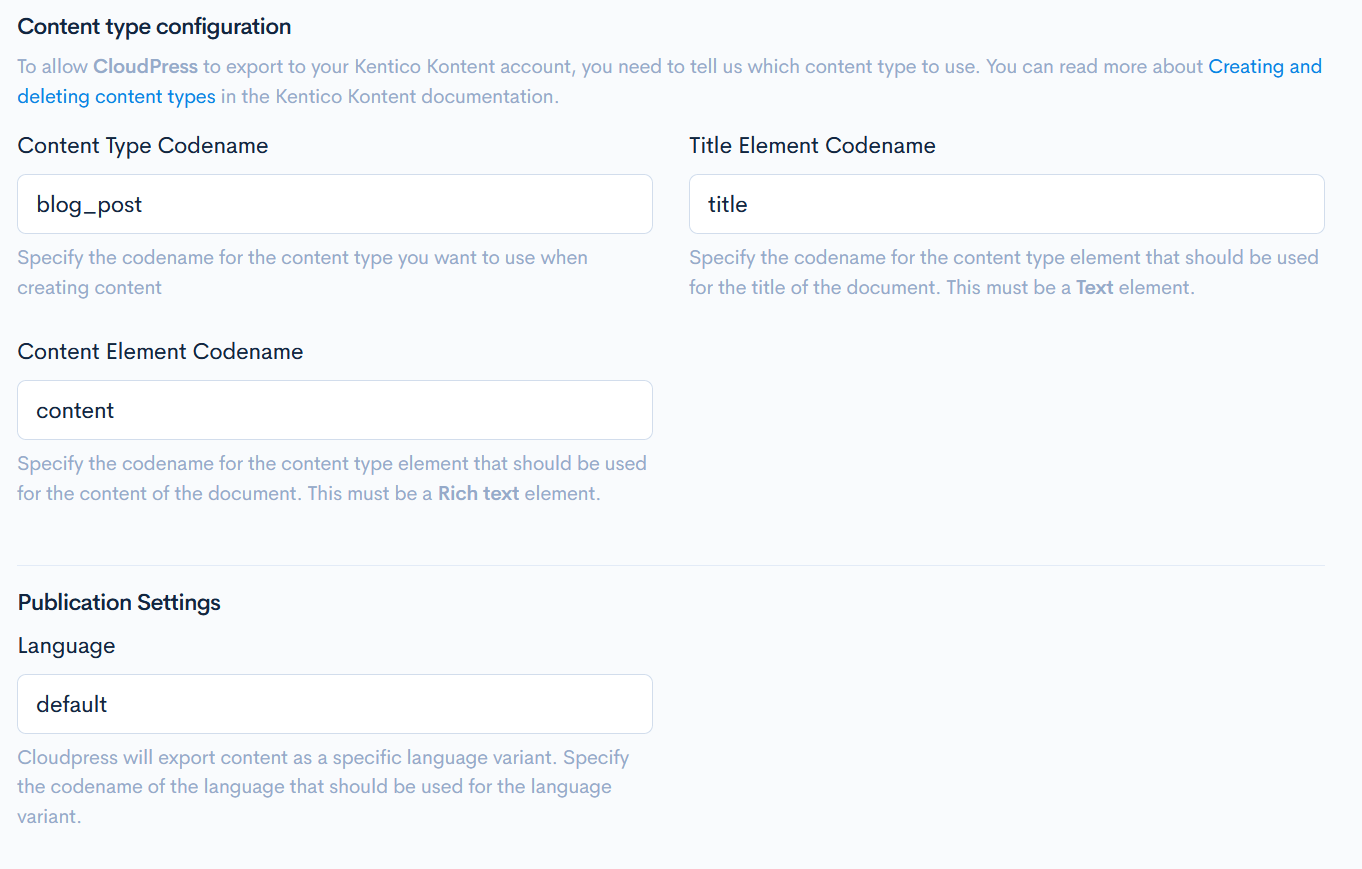 Content type configuration
To allow CloudPress to export to your Kentico Kontent account, you need to tell us which content type to use. You can read more about Creating and
deleting content types in the Kentico Kontent documentation.
Content Type Codename
blog_post
Specify the codename for the content type you want to use when
creating content
Title Element Codename
title
Specify the codename for the content type element that should be used
for the title of the document. This must be a Text element.
Content Element Codename
content
Specify the codename for the content type element that should be used
for the content of the document. This must be a Rich text element.
Publication Settings
Language
default
Cloudpress will export content as a specific language variant. Specify
the codename of the language that should be used for the language
variant.